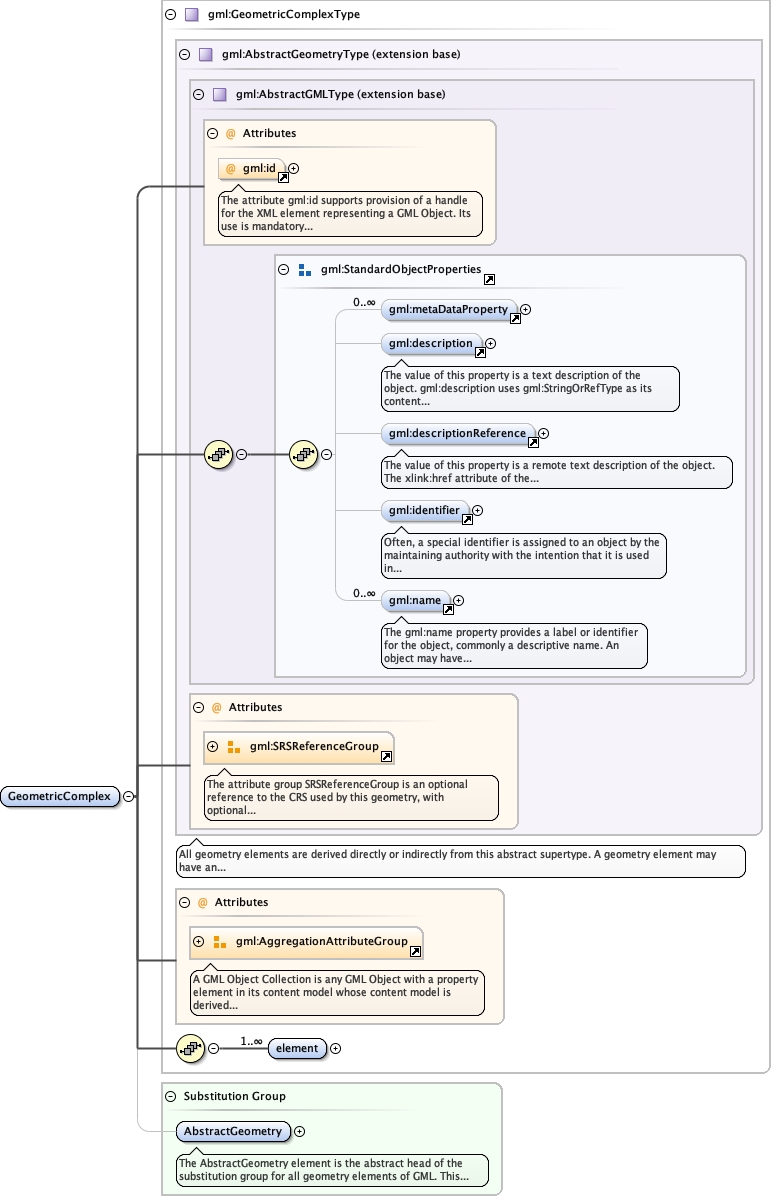 gml:GeometricComplexType
gml:AbstractGeometryType (extension base)
gml:AbstractGMLType (extension base)
@ Attributes
@ gml:id
The attribute gml:id supports provision of a handle
for the XML element representing a GML Object. Its
use is mandatory...
gml:StandardObjectProperties
0..∞
gml:metaDataProperty
gml:description
The value of this property is a text description of the
object. gml:description uses gml:StringOrRefType as its
content...
gml:descriptionReference
The value of this property is a remote text description of the object.
The xlink:href attribute of the...
gml:identifier
Often, a special identifier is assigned to an object by the
maintaining authority with the intention that it is used
in...
0..∞
gml:name
The gml:name property provides a label or identifier
for the object, commonly a descriptive name. An
object may have...
@ Attributes
gml:SRSReferenceGroup
The attribute group SRSReferenceGroup is an optional
reference to the CRS used by this geometry, with
optional...
GeometricComplex
All geometry elements are derived directly or indirectly from this abstract supertype. A geometry element may
have an...
@ Attributes
gml:AggregationAttributeGroup
A GML Object Collection is any GML Object with a property
element in its content model whose content model is
derived...
1..∞
element
Substitution Group
AbstractGeometry
The AbstractGeometry element is the abstract head of the
substitution group for all geometry elements of GML. This...